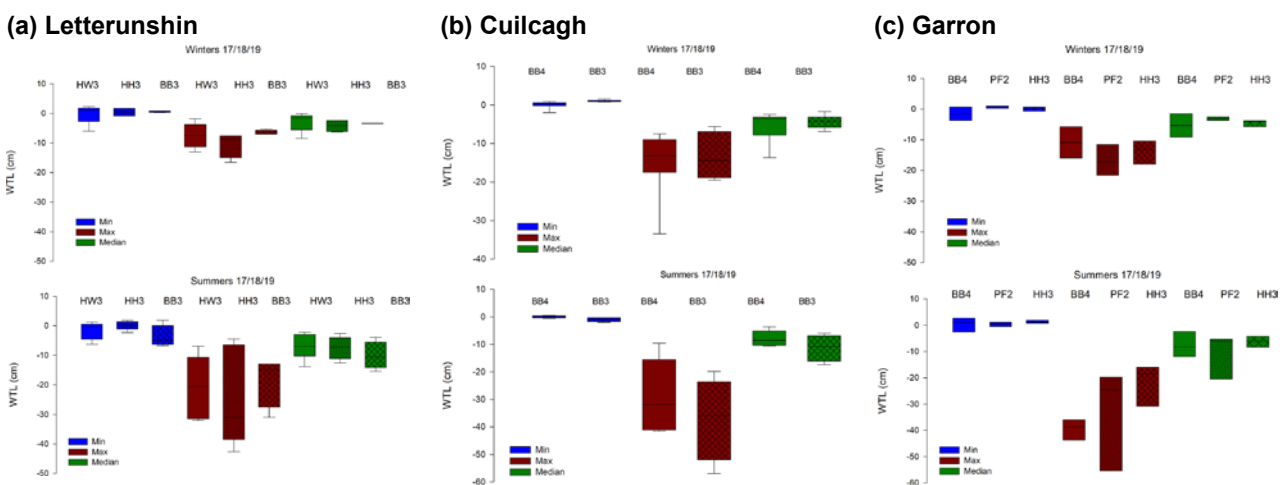 (a) Letterunshin
Winters 17/18/19
HW3 HH3 BB3 HW3 HH3 BB3 HW3 HH3 BB3
10
0
-10
-20
-30
-40
-50
WTL (cm)
Min
Max
Median
Summers 17/18/19
HW3 HH3 BB3 HW3 HH3 BB3 HW3 HH3 BB3
10
0
-10
-20
-30
-40
-50
WTL (cm)
Min
Max
Median
(b) Cuilcagh
Winters 17/18/19
BB4 BB3 BB4 BB3 BB4 BB3
10
0
-10
-20
-30
-40
WTL (cm)
Min
Max
Median
Summers 17/18/19
BB4 BB3 BB4 BB3 BB4 BB3
10
0
-10
-20
-30
-40
-50
-60
WTL (cm)
Min
Max
Median
(c) Garron
Winters 17/18/19
BB4 PF2 HH3 BB4 PF2 HH3 BB4 PF2 HH3
10
0
-10
-20
-30
-40
-50
WTL (cm)
Min
Max
Median
Summers 17/18/19
BB4 PF2 HH3 BB4 PF2 HH3 BB4 PF2 HH3
10
0
-10
-20
-30
-40
-50
-60
WTL (cm)
Min
Max
Median